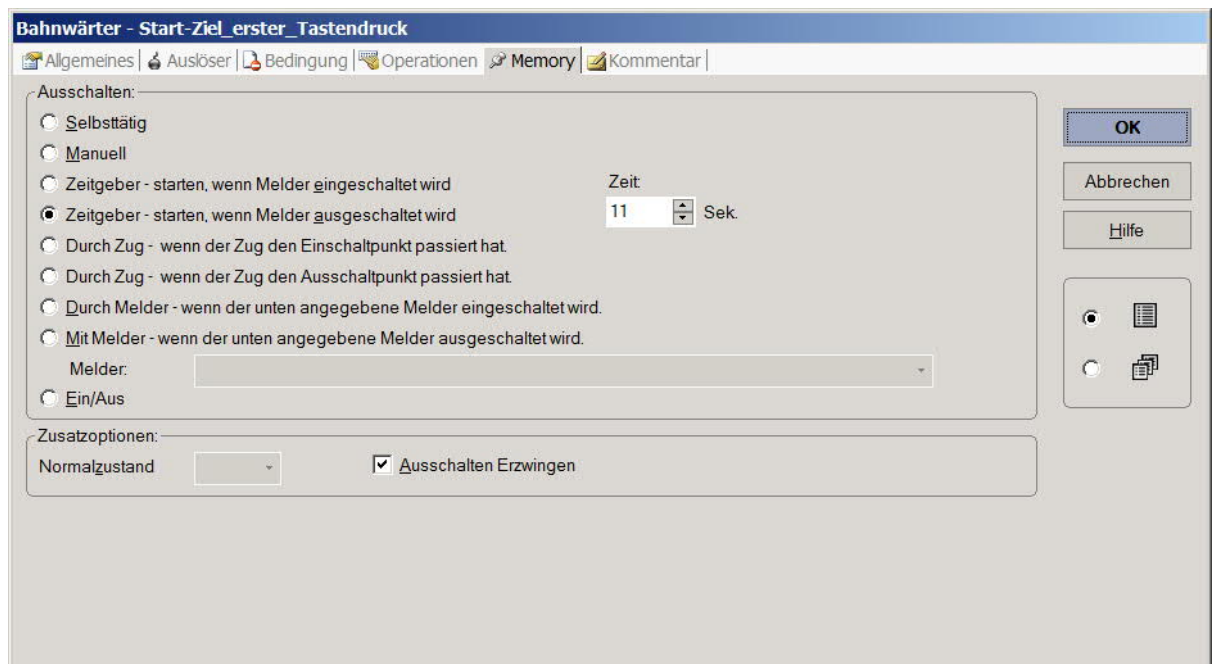 Bahnwärter - Start-Ziel_erster_Tastendruck
Allgemeines Auslöser Bedingung Operationen Memory Kommentar
Ausschalten:
Selbsttätig
Manuell
Zeitgeber - starten, wenn Melder eingeschaltet wird
Zeit:
Zeitgeber - starten, wenn Melder ausgeschaltet wird
11 Sek.
Durch Zug - wenn der Zug den Einschaltpunkt passiert hat.
Durch Zug - wenn der Zug den Ausschaltpunkt passiert hat.
Durch Melder - wenn der unten angegebene Melder eingeschaltet wird.
Mit Melder - wenn der unten angegebene Melder ausgeschaltet wird.
Melder:
Ein/Aus
Zusatzoptionen:
Normalzustand
Ausschalten Erzwingen
OK
Abbrechen
Hilfe